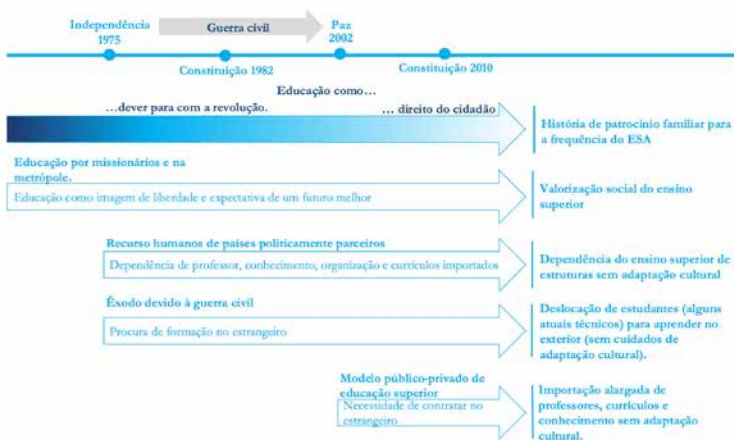 Independência
1975
Guerra civil
Paz
2002
Constituição 1982
Constituição 2010
Educação como…
…dever para com a revolução.
… direito do cidadão
História de patrocínio familiar para
a frequência do ESA
Educação por missionários e na
metrópole.
Educação como imagem de liberdade e expectativa de um futuro melhor
Valorização social do ensino
superior
Recurso humanos de países politicamente parceiros
Dependência de professor, conhecimento, organização e currículos importados
Dependência do ensino superior de
estruturas sem adaptação cultural
Êxodo devido à guerra civil
Procura de formação no estrangeiro
Deslocação de estudantes (alguns
atuais técnicos) para aprender no
exterior (sem cuidados de
adaptação cultural).
Modelo público-privado de
educação superior
Necessidade de contratar no
estrangeiro
Importação alargada de
professores, currículos e
conhecimento sem adaptação
cultural.